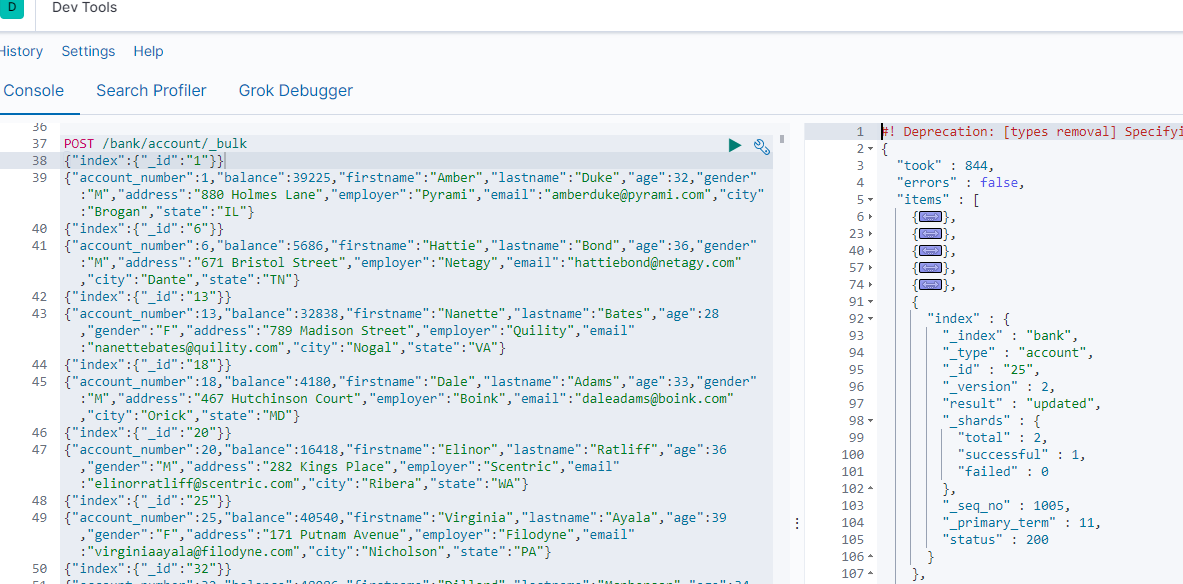 D
Dev Tools
History
Settings
Help
Console
Search Profiler
Grok Debugger
36
37 POST /bank/account/_bulk
38 {"index":{"_id":"1"}}
39 {"account_number":1,"balance":39225,"firstname":"Amber","lastname":"Duke","age":32,"gender"
:"M","address":"880 Holmes Lane","employer":"Pyrami","email":"amberduke@pyrami.com","city"
:"Brogan","state":"IL"}
40 {"index":{"_id":"6"}}
41 {"account_number":6,"balance":5686,"firstname":"Hattie","lastname":"Bond","age":36,"gender"
:"M","address":"671 Bristol Street","employer":"Netagy","email":"hattiebond@netagy.com"
,"city":"Dante","state":"TN"}
42 {"index":{"_id":"13"}}
43 {"account_number":13,"balance":32838,"firstname":"Nanette","lastname":"Bates","age":28
,"gender":"F","address":"789 Madison Street","employer":"Quility","email"
:"nanettebates@quility.com","city":"Nogal","state":"VA"}
44 {"index":{"_id":"18"}}
45 {"account_number":18,"balance":4180,"firstname":"Dale","lastname":"Adams","age":33,"gender"
:"M","address":"467 Hutchinson Court","employer":"Boink","email":"daleadams@boink.com"
,"city":"Orick","state":"MD"}
46 {"index":{"_id":"20"}}
47 {"account_number":20,"balance":16418,"firstname":"Elinor","lastname":"Ratliff","age":36
,"gender":"M","address":"282 Kings Place","employer":"Scentric","email"
:"elinorratliff@scentric.com","city":"Ribera","state":"WA"}
48 {"index":{"_id":"25"}}
49 {"account_number":25,"balance":40540,"firstname":"Virginia","lastname":"Ayala","age":39
,"gender":"F","address":"171 Putnam Avenue","employer":"Filodyne","email"
:"virginiaayala@filodyne.com","city":"Nicholson","state":"PA"}
50 {"index":{"_id":"32"}}
1 #! Deprecation: [types removal] Specifyi
2 {
3 "took" : 844,
4 "errors" : false,
5 "items" : [
6 { },
23 { },
40 { },
57 { },
74 { },
91 {
92 "index" : {
93 "_index" : "bank",
94 "_type" : "account",
95 "_id" : "25",
96 "_version" : 2,
97 "result" : "updated",
98 "_shards" : {
99 "total" : 2,
100 "successful" : 1,
101 "failed" : 0
102 },
103 "_seq_no" : 1005,
104 "_primary_term" : 11,
105 "status" : 200
106 }
107 },